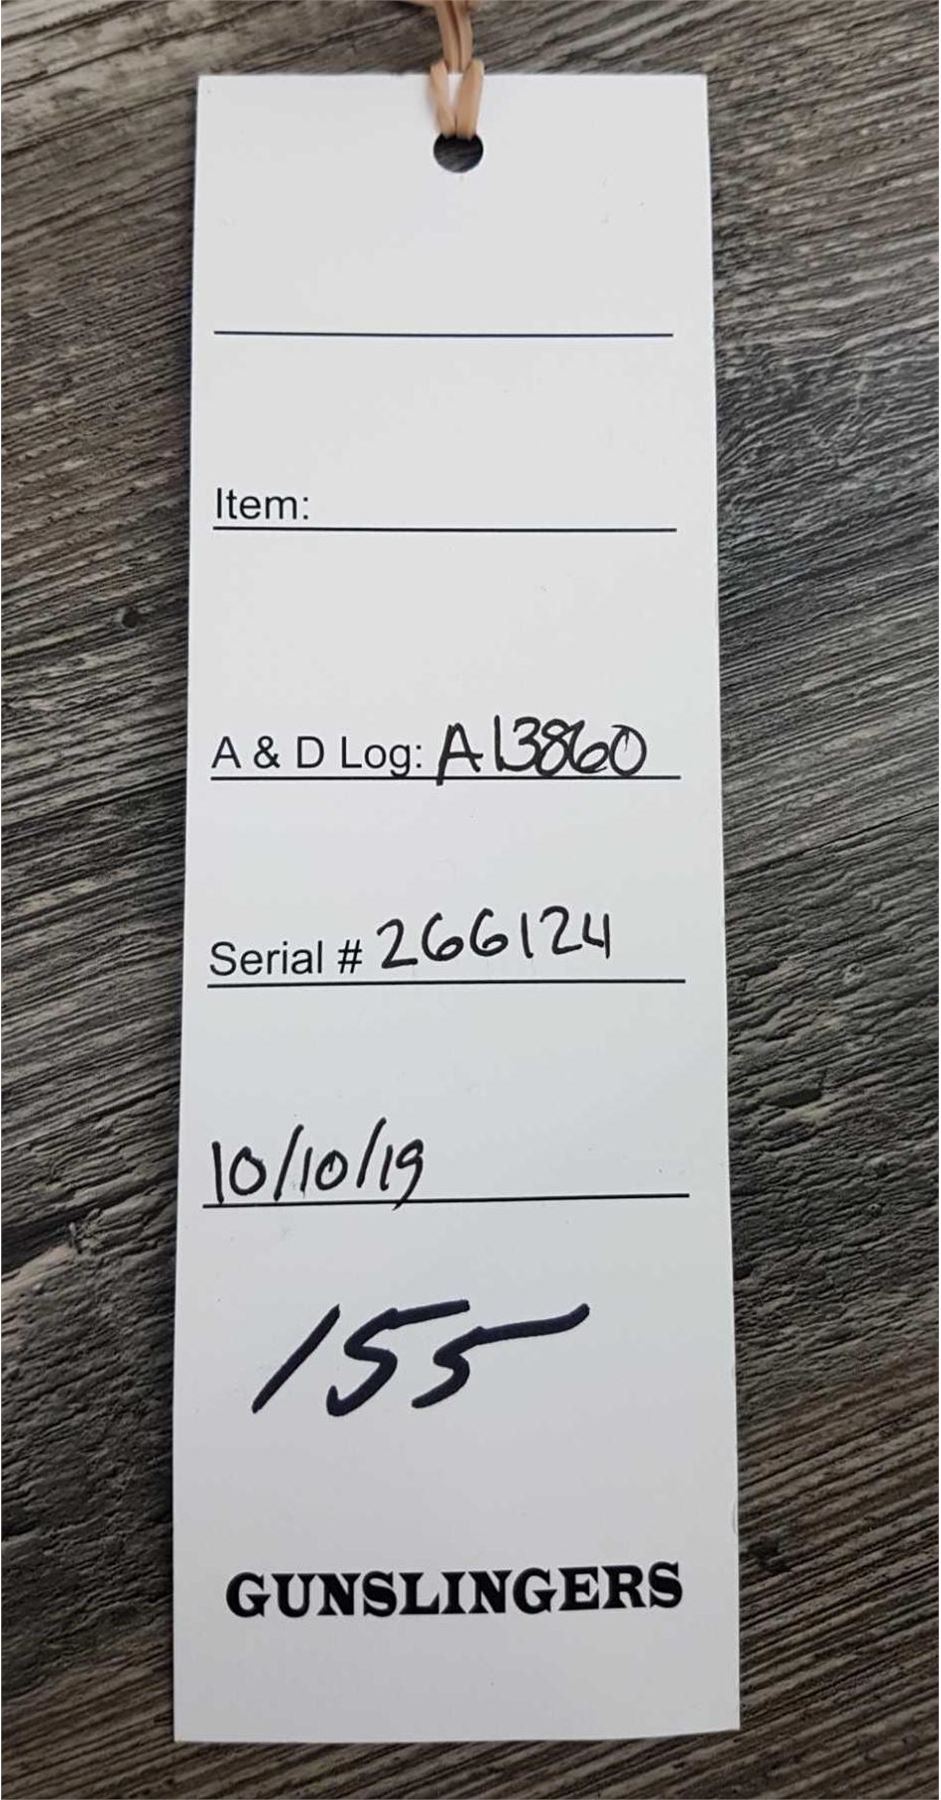 Item:
A & D Log: A13860
Serial # 266124
10/10/19
155
GUNSLINGERS